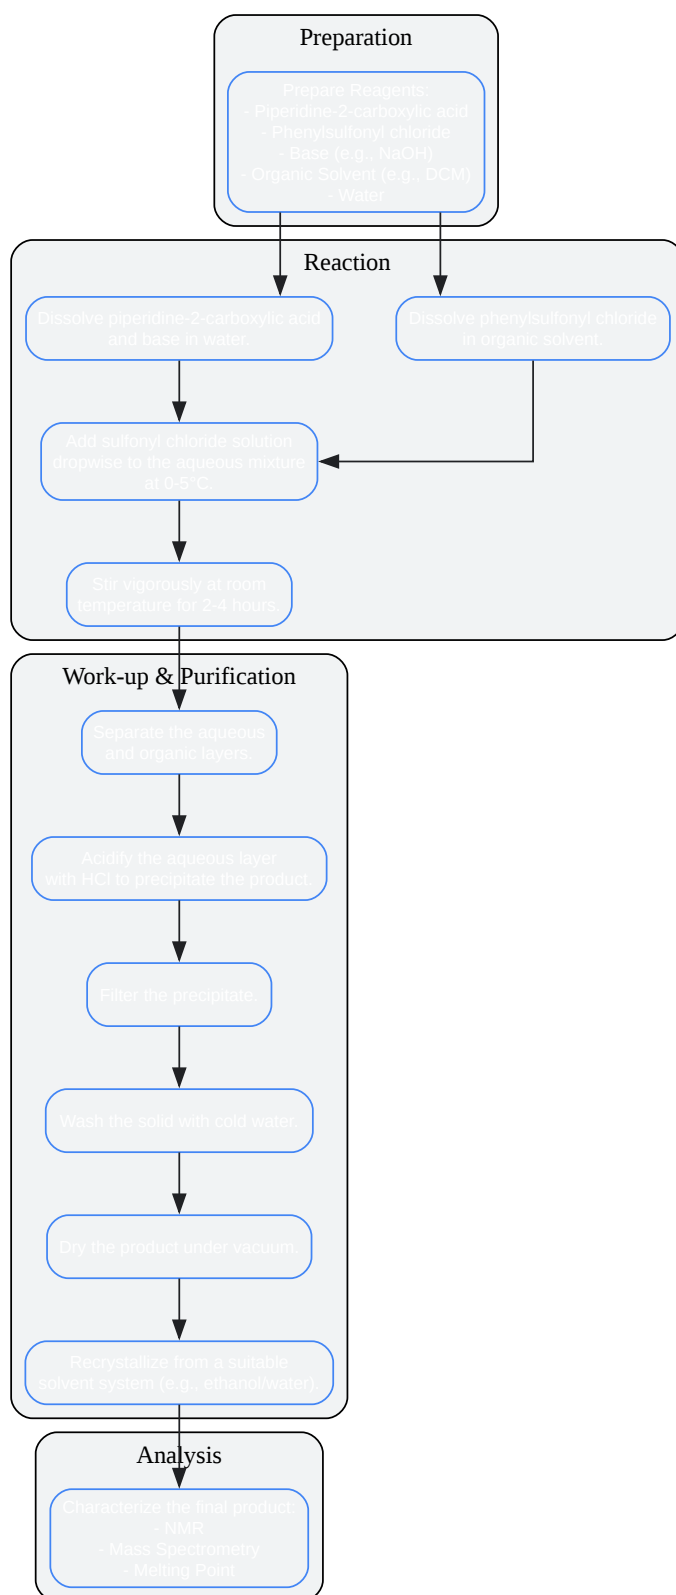 Preparation
Prepare Reagents:
- Piperidine-2-carboxylic acid
- Phenylsulfonyl chloride
- Base (e.g., NaOH)
- Organic Solvent (e.g., DCM)
- Water
Reaction
Dissolve piperidine-2-carboxylic acid
and base in water.
Dissolve phenylsulfonyl chloride
in organic solvent.
Add sulfonyl chloride solution
dropwise to the aqueous mixture
at 0-5°C.
Stir vigorously at room
temperature for 2-4 hours.
Work-up & Purification
Separate the aqueous
and organic layers.
Acidify the aqueous layer
with HCl to precipitate the product.
Filter the precipitate.
Wash the solid with cold water.
Dry the product under vacuum.
Recrystallize from a suitable
solvent system (e.g., ethanol/water).
Analysis
Characterize the final product:
- NMR
- Mass Spectrometry
- Melting Point